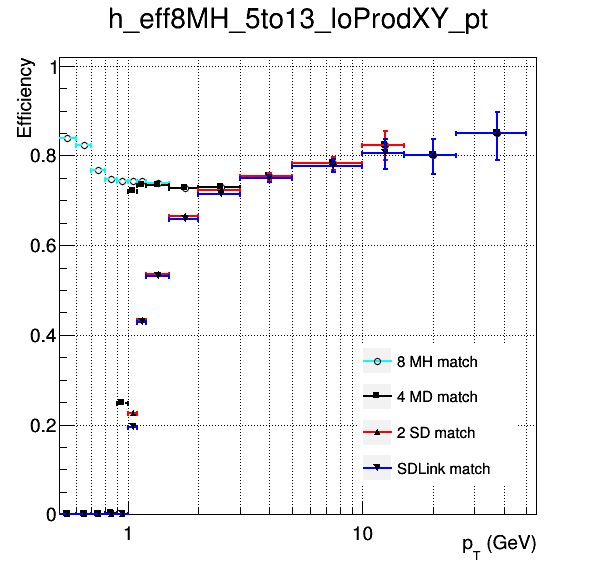 h_eff8MH_5to13_loProdXY_pt
Efficiency
1
0.8
0.6
0.4
0.2
0
8 MH match
4 MD match
2 SD match
SDLink match
1
10
p_T (GeV)